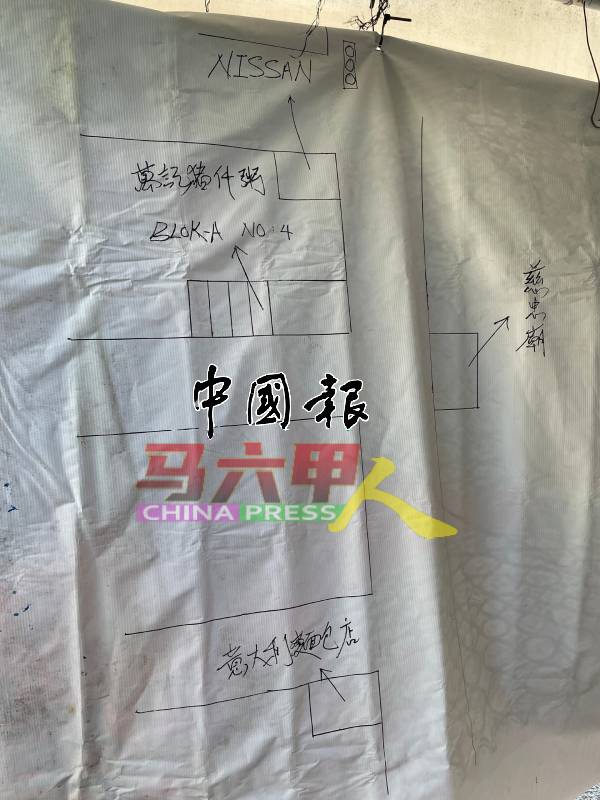 NISSAN
萬記豬什粥
BLOK-A NO:4
慈忠廟
中國報
马六甲人
CHINA PRESS
意大利麵包店